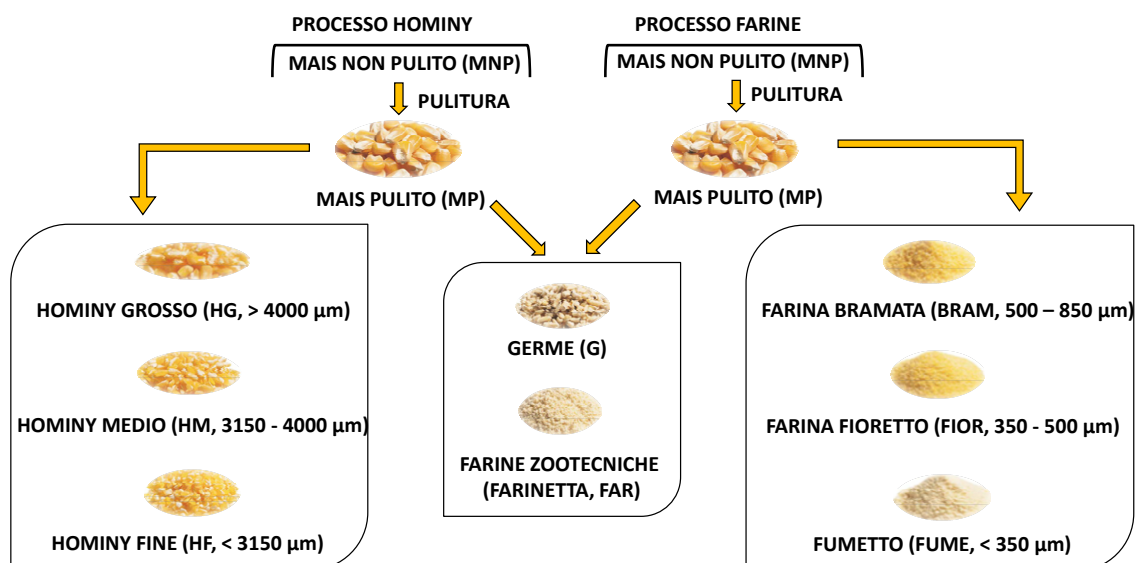 PROCESSO HOMINY
MAIS NON PULITO (MNP)
PULITURA
MAIS PULITO (MP)
PROCESSO FARINE
MAIS NON PULITO (MNP)
PULITURA
MAIS PULITO (MP)
HOMINY GROSSO (HG, > 4000 µm)
HOMINY MEDIO (HM, 3150 - 4000 µm)
HOMINY FINE (HF, < 3150 µm)
GERME (G)
FARINE ZOOTECNICHE
(FARINETTA, FAR)
FARINA BRAMATA (BRAM, 500 – 850 µm)
FARINA FIORETTO (FIOR, 350 - 500 µm)
FUMETTO (FUME, < 350 µm)